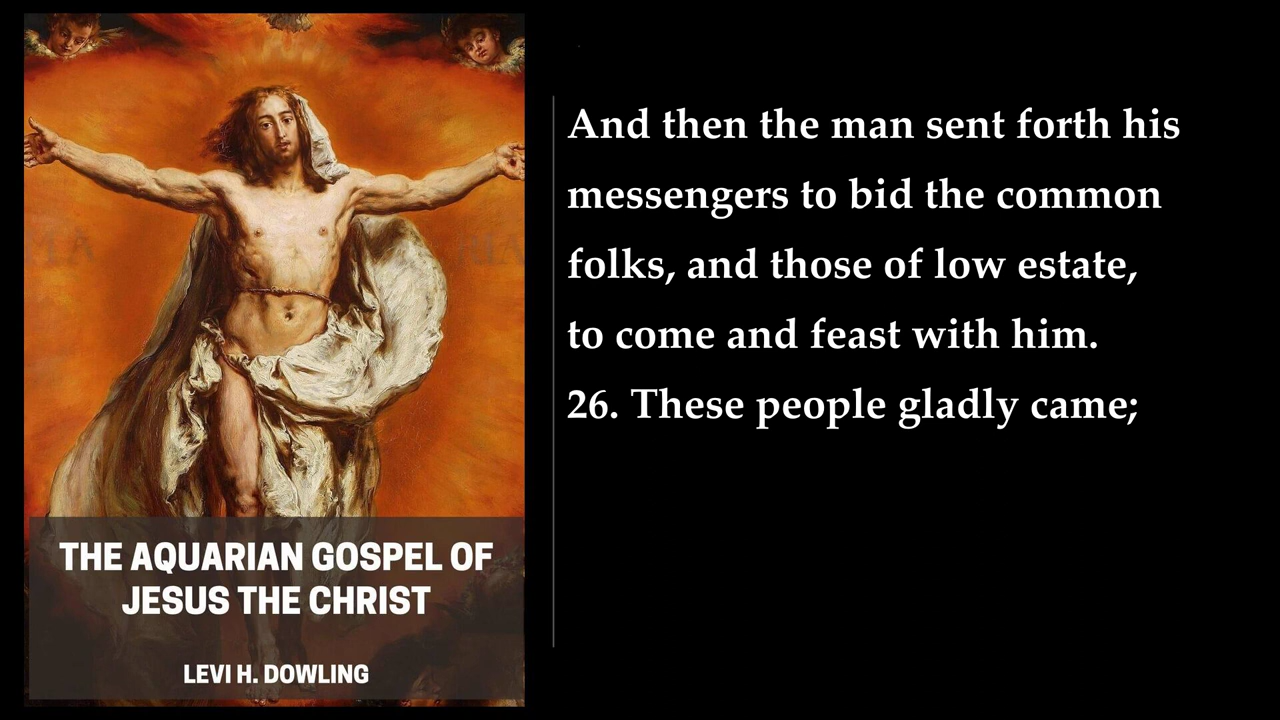 THE AQUARIAN GOSPEL OF
JESUS THE CHRIST
LEVI H. DOWLING
And then the man sent forth his
messengers to bid the common
folks, and those of low estate,
to come and feast with him.
26. These people gladly came;